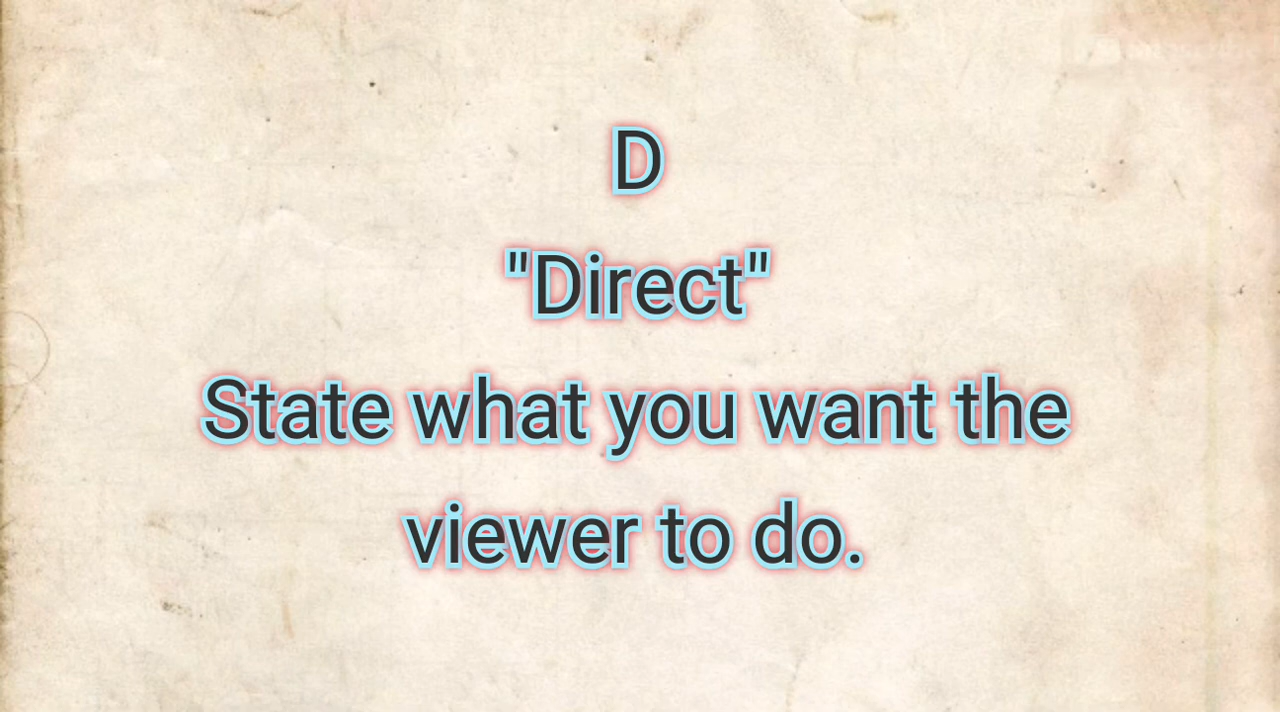 D
"Direct"
State what you want the
viewer to do.